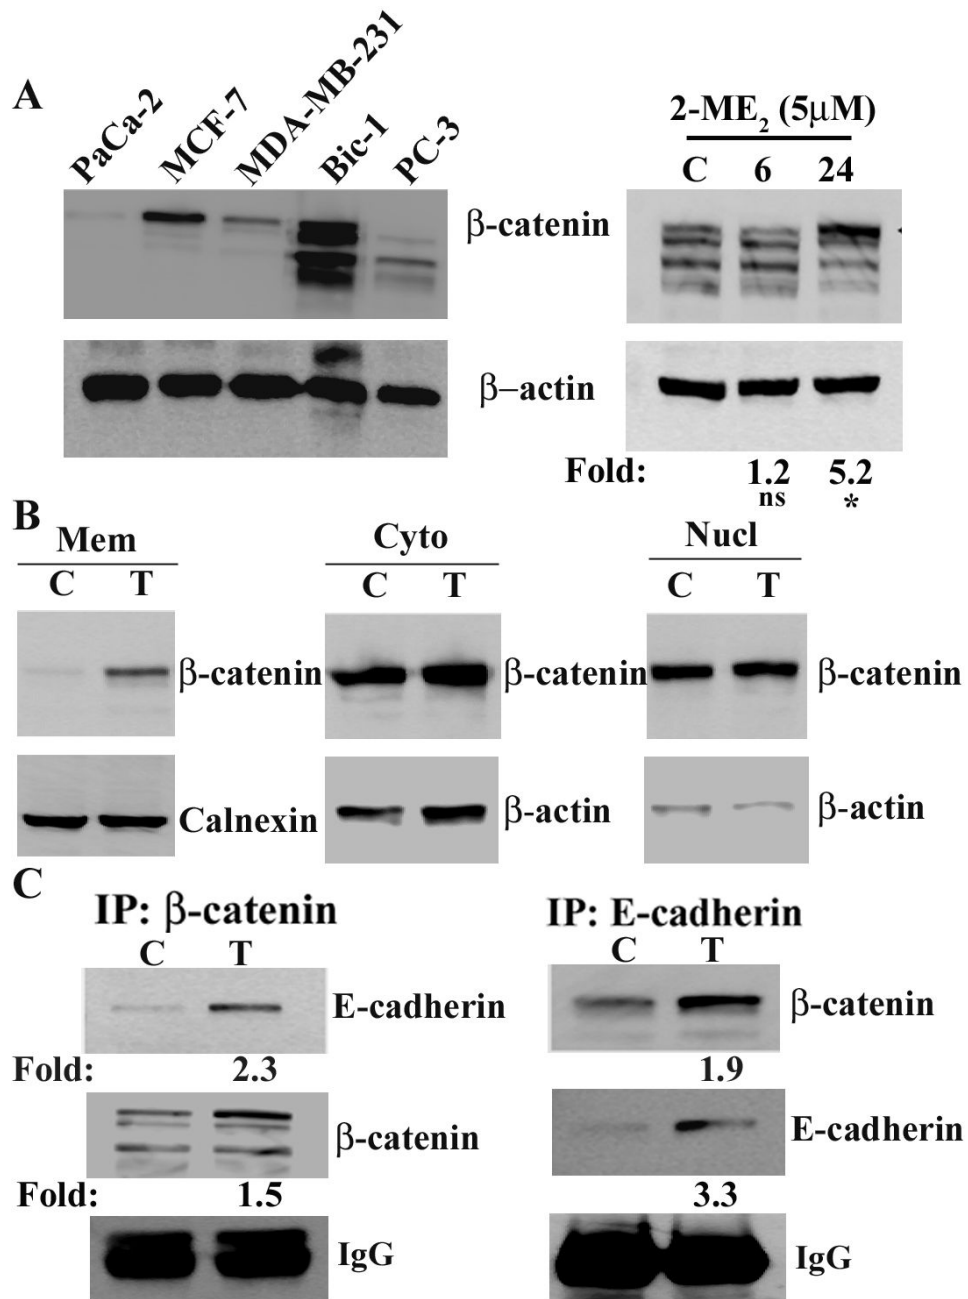 A
PaCa-2
MCF-7
MDA-MB-231
Bic-1
PC-3
2-ME₂ (5μM)
C 6 24
β-catenin
β–actin
Fold: 1.2 5.2
ns *
B
Mem Cyto Nucl
C T C T C T
β-catenin β-catenin β-catenin
Calnexin β-actin β-actin
C
IP: β-catenin
C T
E-cadherin
Fold: 2.3
β-catenin
Fold: 1.5
IgG
IP: E-cadherin
C T
β-catenin
1.9
E-cadherin
3.3
IgG